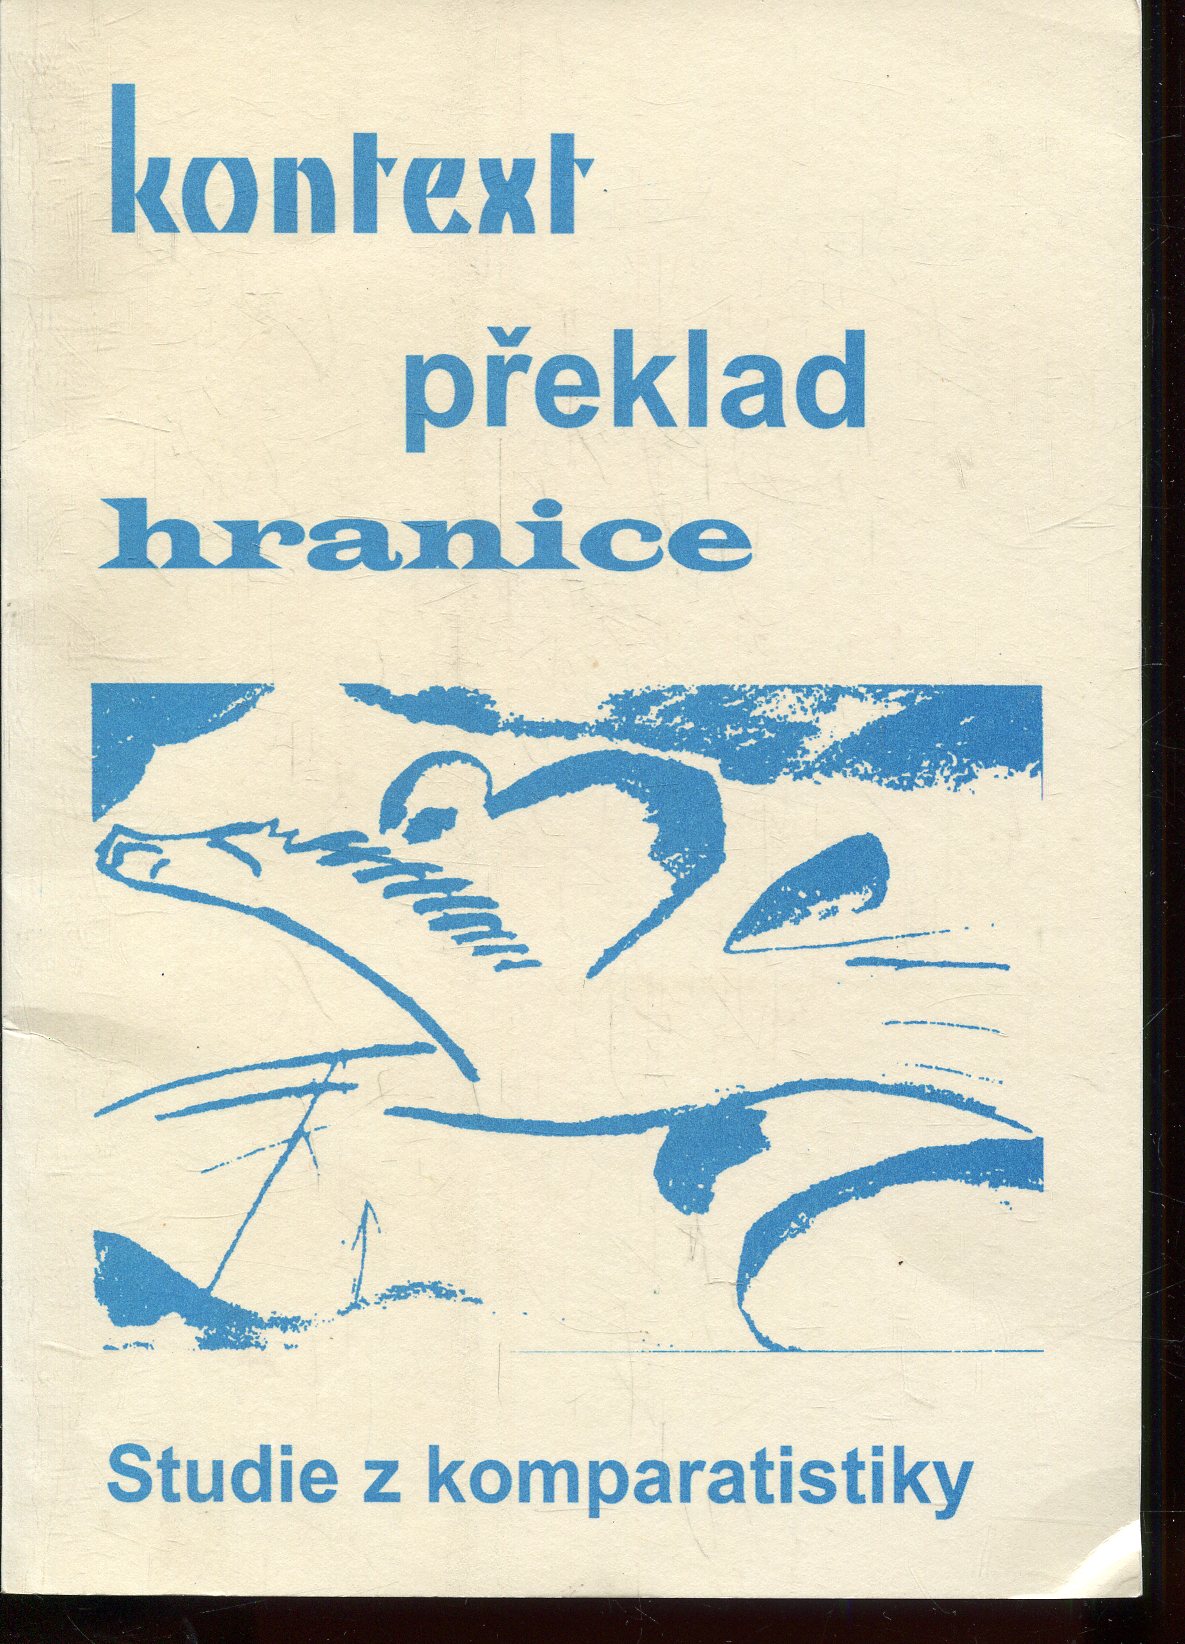 kontext
překlad
hranice
Studie z komparatistiky